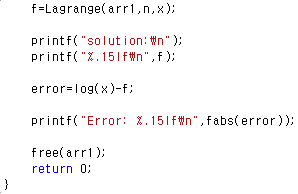 f=Lagrange(arr1,n,x);
printf("solution:₩n");
printf("%.15lf₩n",f);
error=log(x)-f;
printf("Error: %.15lf₩n",fabs(error));
free(arr1);
return 0;
}